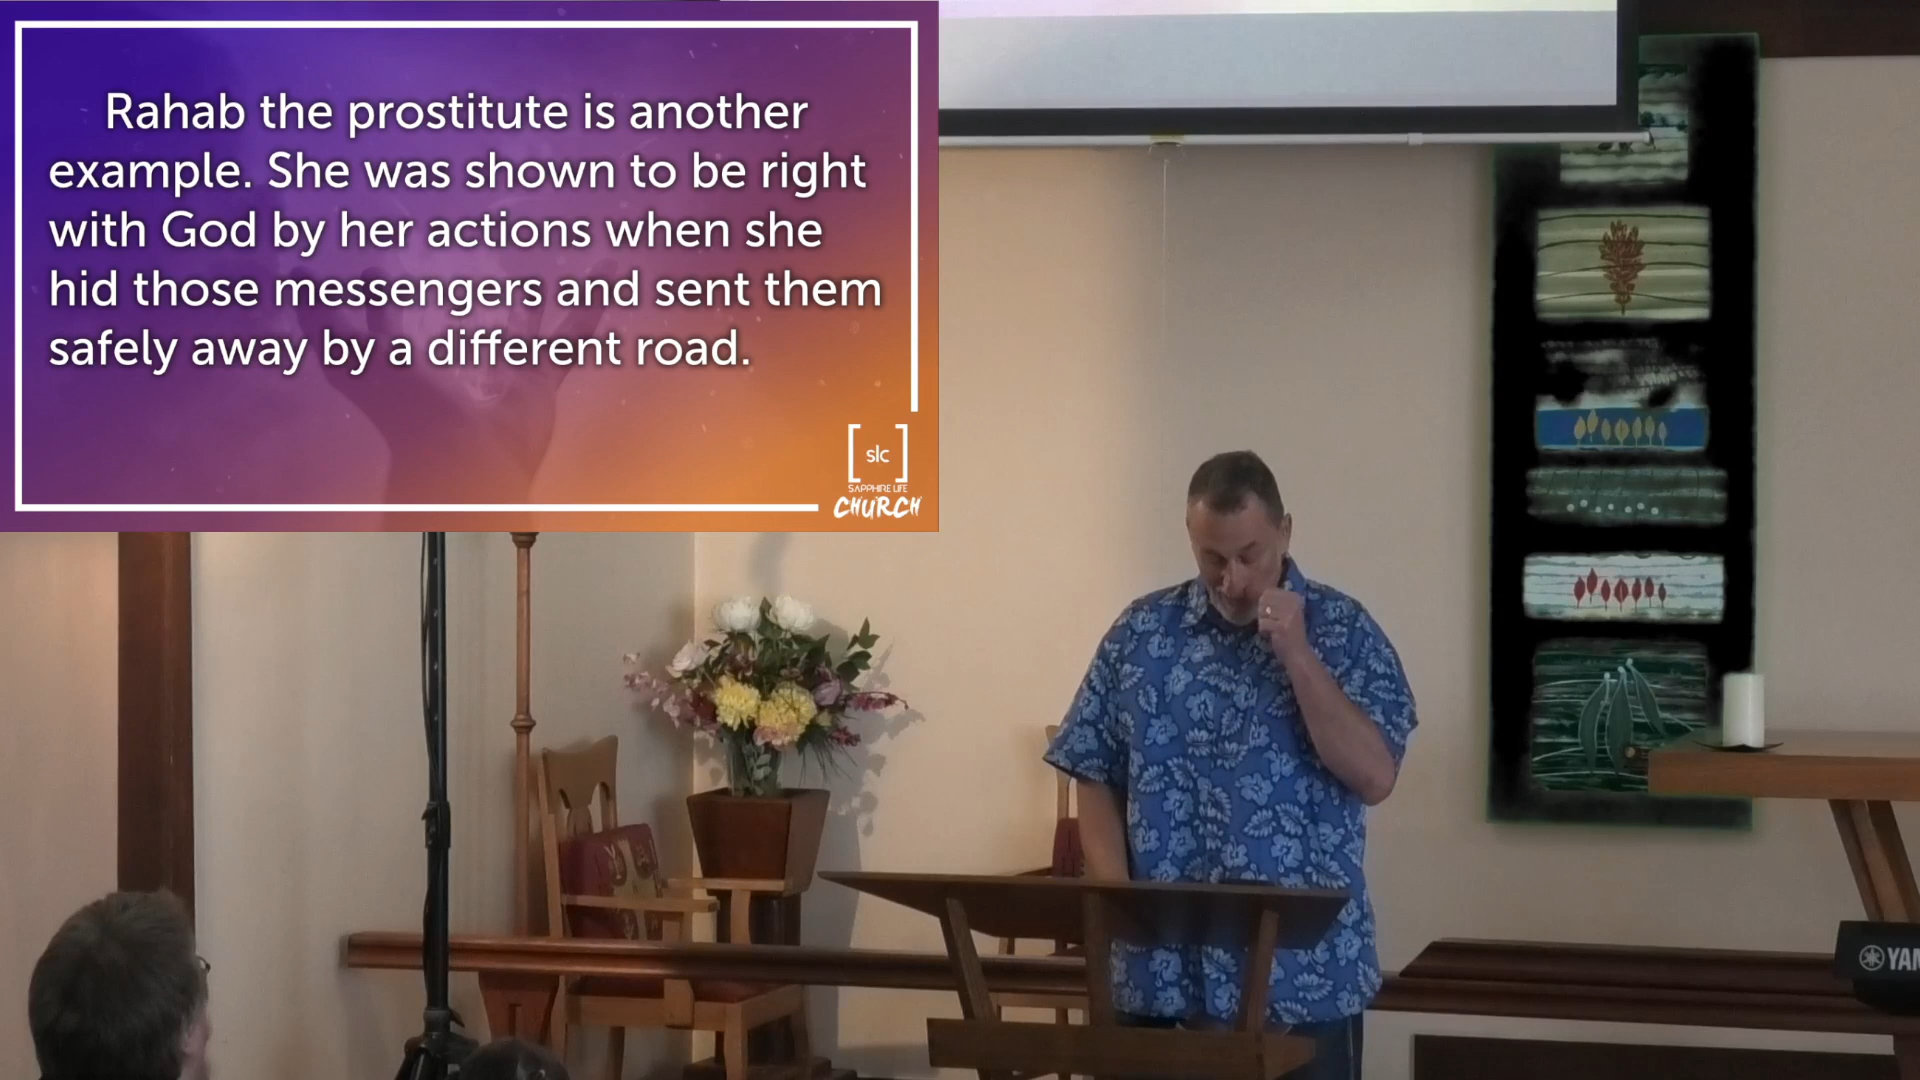 Rahab the prostitute is another
example. She was shown to be right
with God by her actions when she
hid those messengers and sent them
safely away by a different road.
slc
SAPPHIRE LIFE
CHURCH